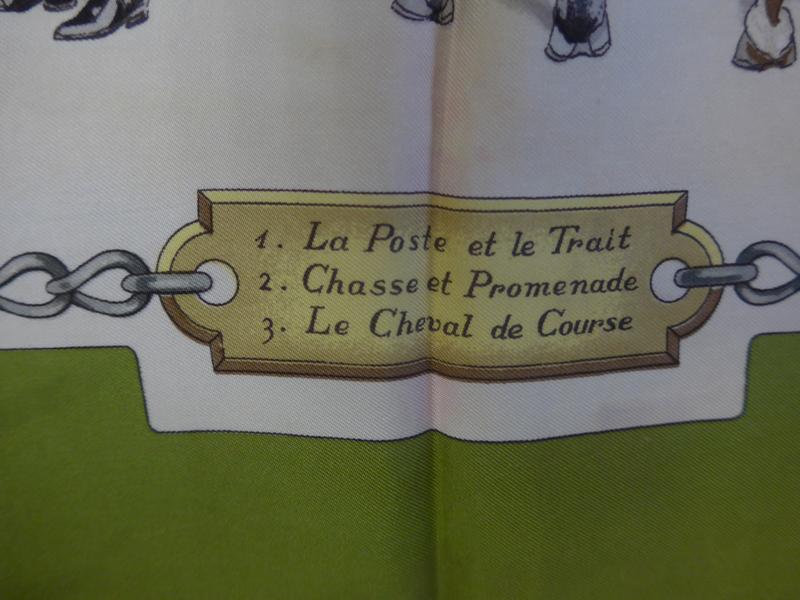 1. La Poste et le Trait
2. Chasse et Promenade
3. Le Cheval de Course